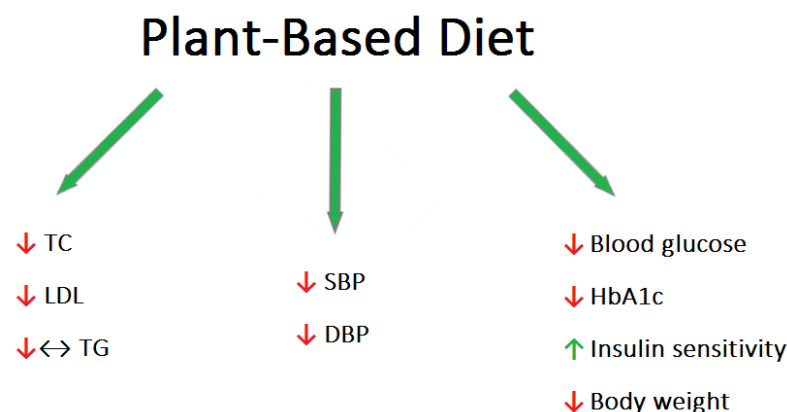 Plant-Based Diet
↓ TC
↓ LDL
↓↔ TG
↓ SBP
↓ DBP
↓ Blood glucose
↓ HbA1c
↑ Insulin sensitivity
↓ Body weight